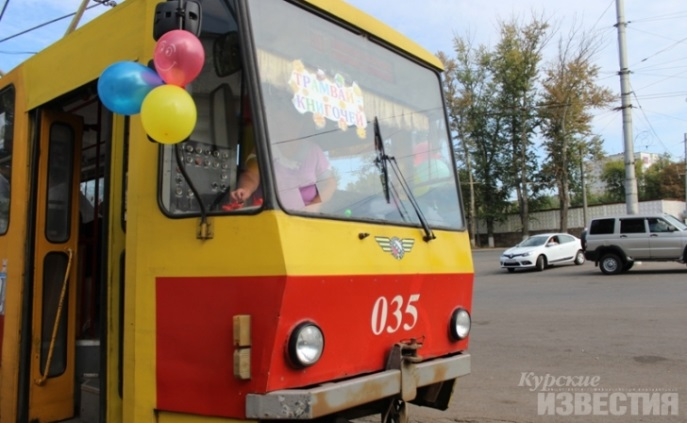 ТРАМВАЙ
КНИГОЧЕЙ
035
Курские
ИЗВЕСТИЯ